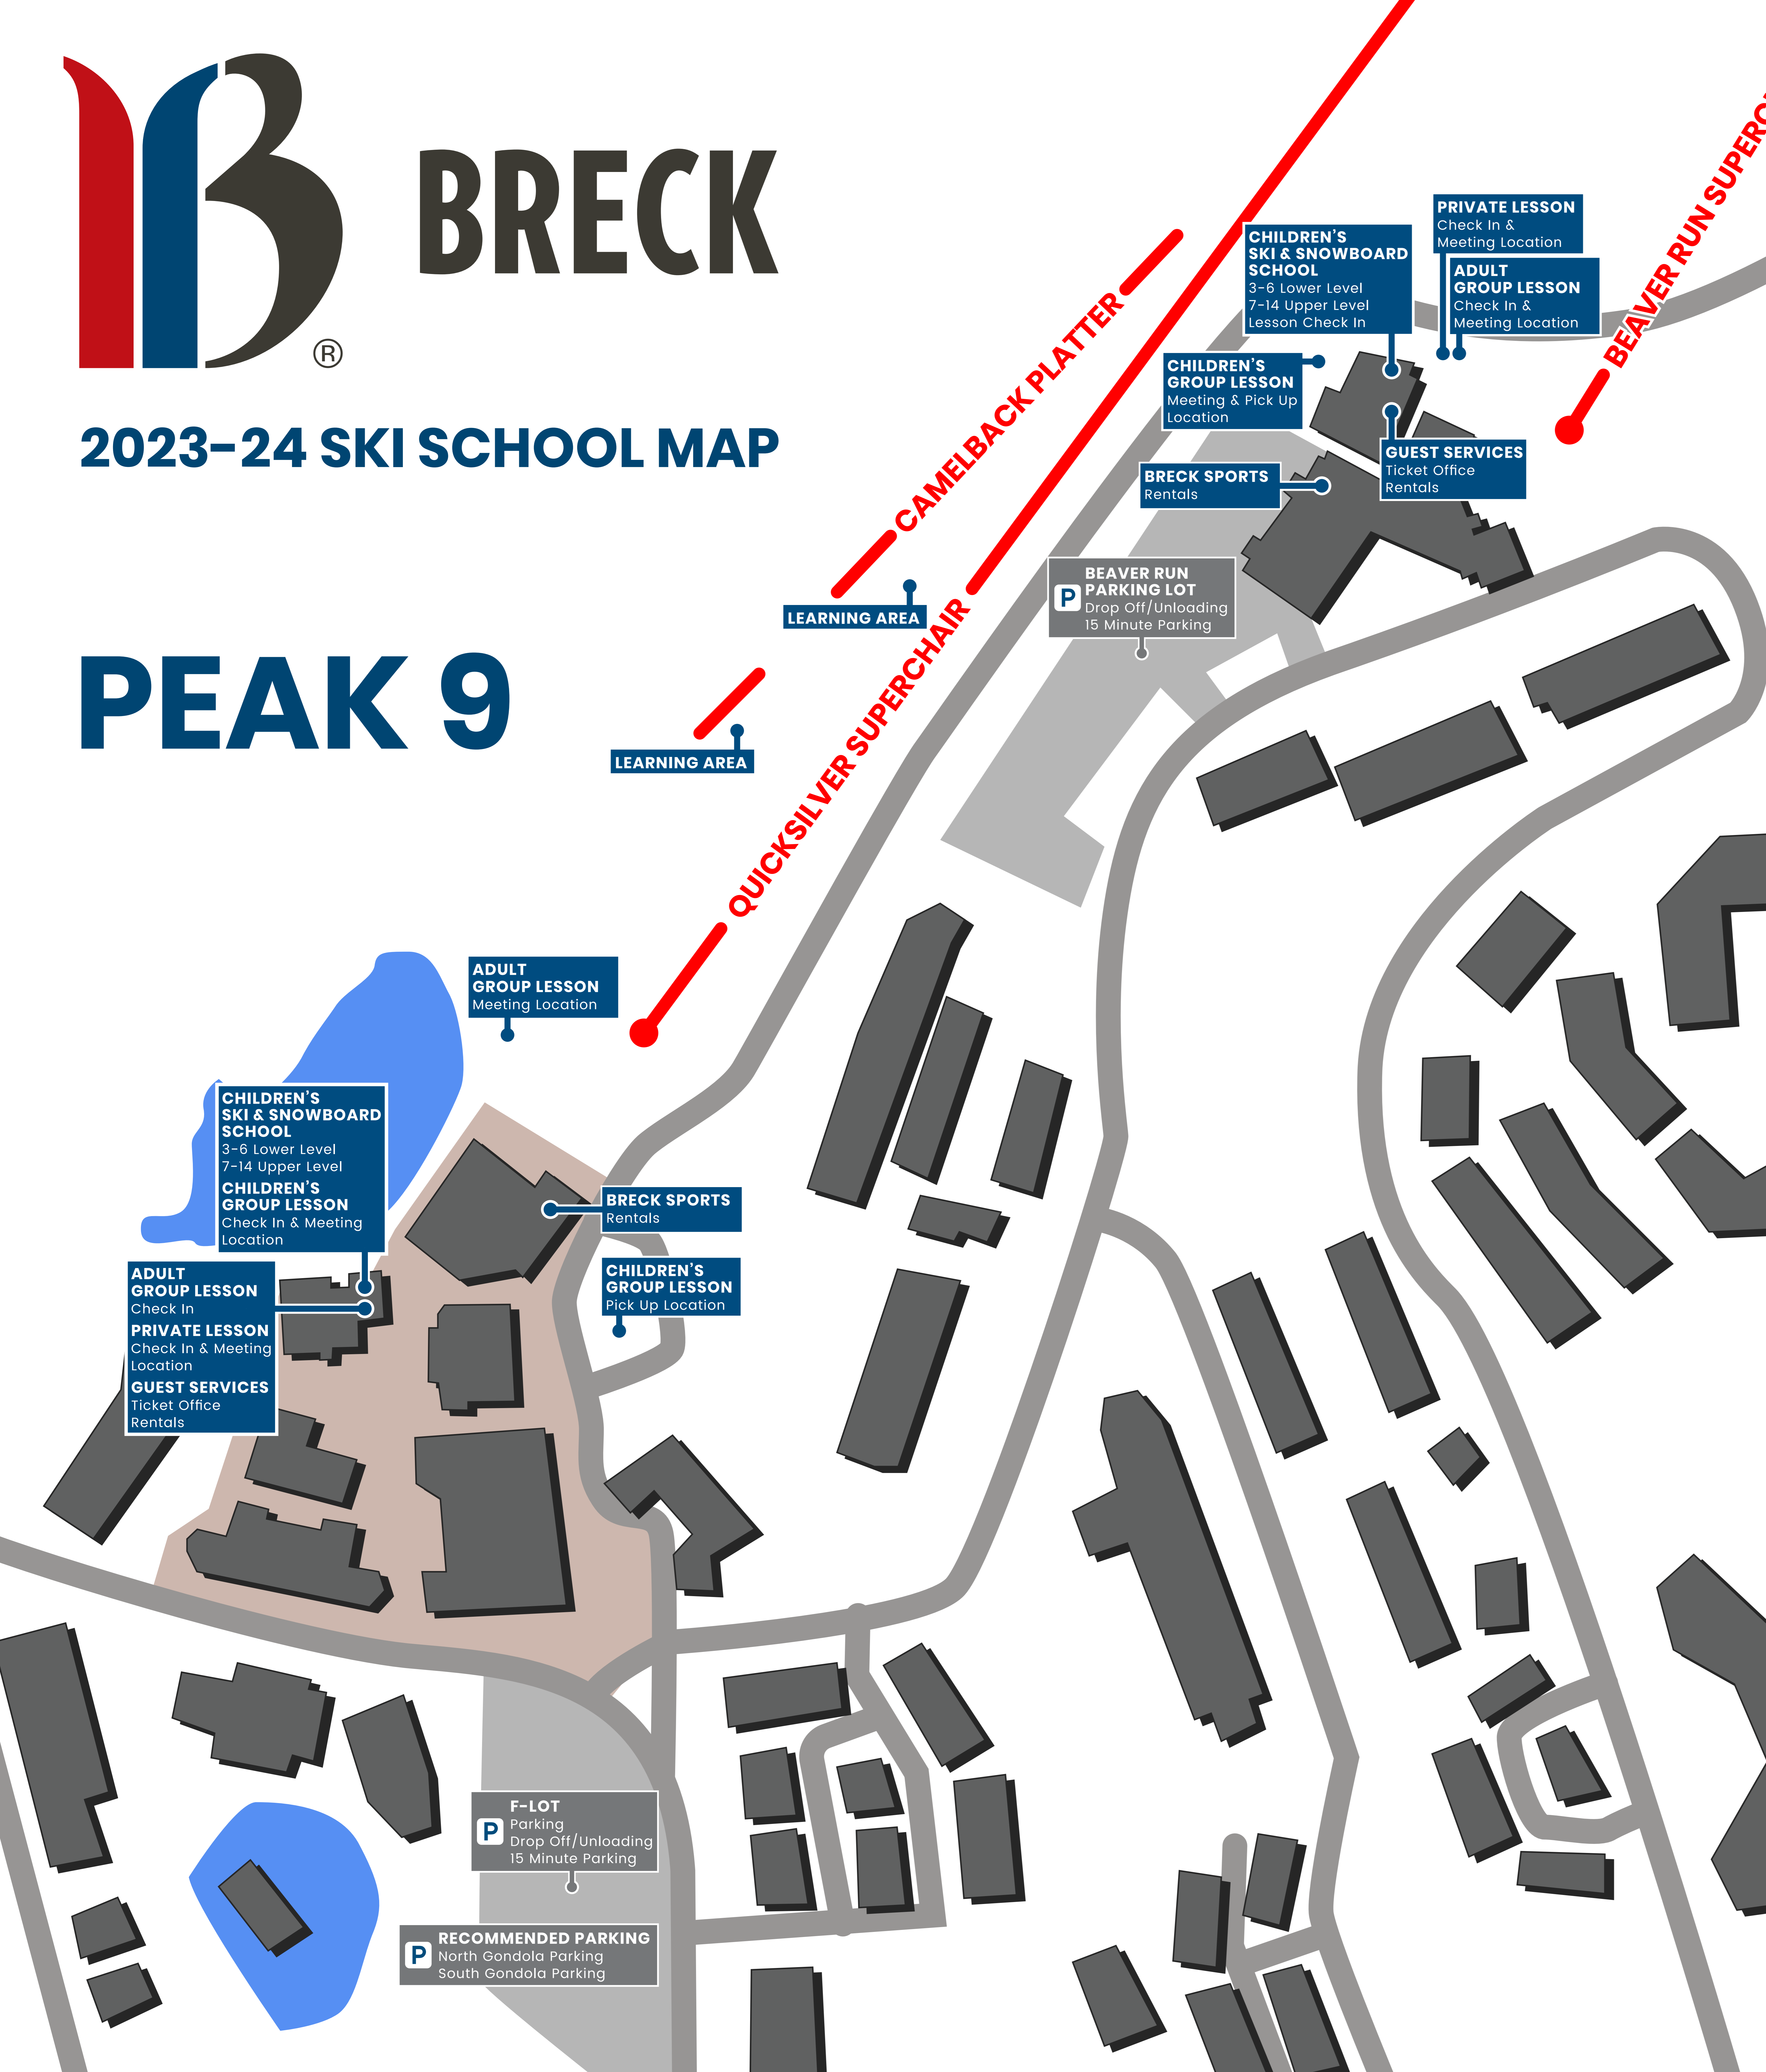 BRECK
®
2023-24 SKI SCHOOL MAP
PEAK 9
CAMELBACK PLATTER
QUICKSILVER SUPERCHAIR
BEAVER RUN
PRIVATE LESSON
Check In &
Meeting Location
ADULT
GROUP LESSON
Check In &
Meeting Location
CHILDREN'S
SKI & SNOWBOARD
SCHOOL
3-6 Lower Level
7-14 Upper Level
Lesson Check In
CHILDREN'S
GROUP LESSON
Meeting & Pick Up
Location
GUEST SERVICES
Ticket Office
Rentals
BRECK SPORTS
Rentals
P
BEAVER RUN
PARKING LOT
Drop Off/Unloading
15 Minute Parking
LEARNING AREA
LEARNING AREA
ADULT
GROUP LESSON
Meeting Location
CHILDREN'S
SKI & SNOWBOARD
SCHOOL
3-6 Lower Level
7-14 Upper Level
CHILDREN'S
GROUP LESSON
Check In & Meeting
Location
BRECK SPORTS
Rentals
CHILDREN'S
GROUP LESSON
Pick Up Location
ADULT
GROUP LESSON
Check In
PRIVATE LESSON
Check In & Meeting
Location
GUEST SERVICES
Ticket Office
Rentals
P
F-LOT
Parking
Drop Off/Unloading
15 Minute Parking
P
RECOMMENDED PARKING
North Gondola Parking
South Gondola Parking